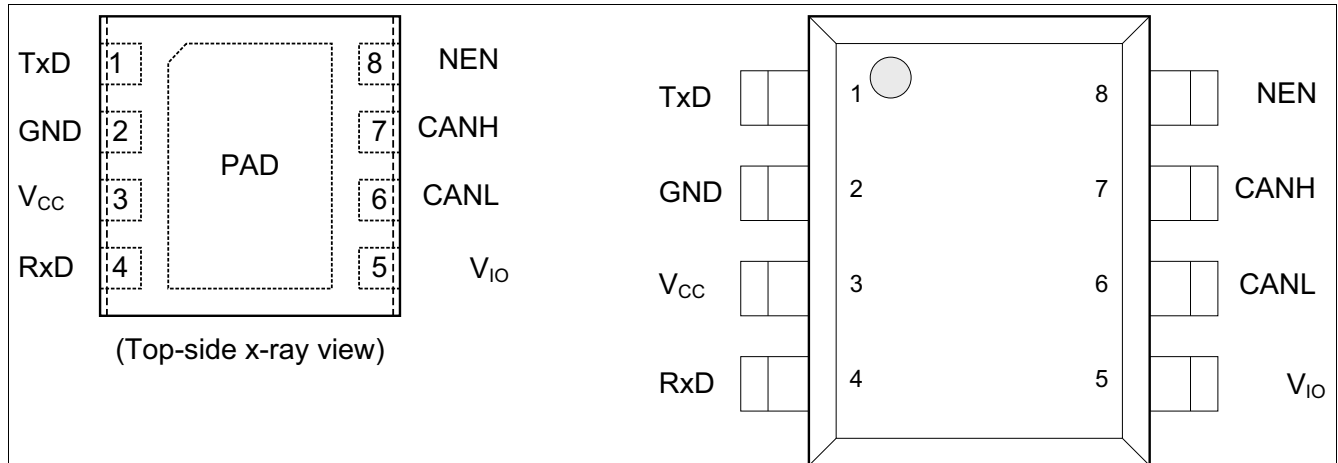 TxD 1 8 NEN
GND 2 7 CANH
PAD
VCC 3 6 CANL
RxD 4 5 VIO
(Top-side x-ray view)
TxD 1 8 NEN
GND 2 7 CANH
VCC 3 6 CANL
RxD 4 5 VIO